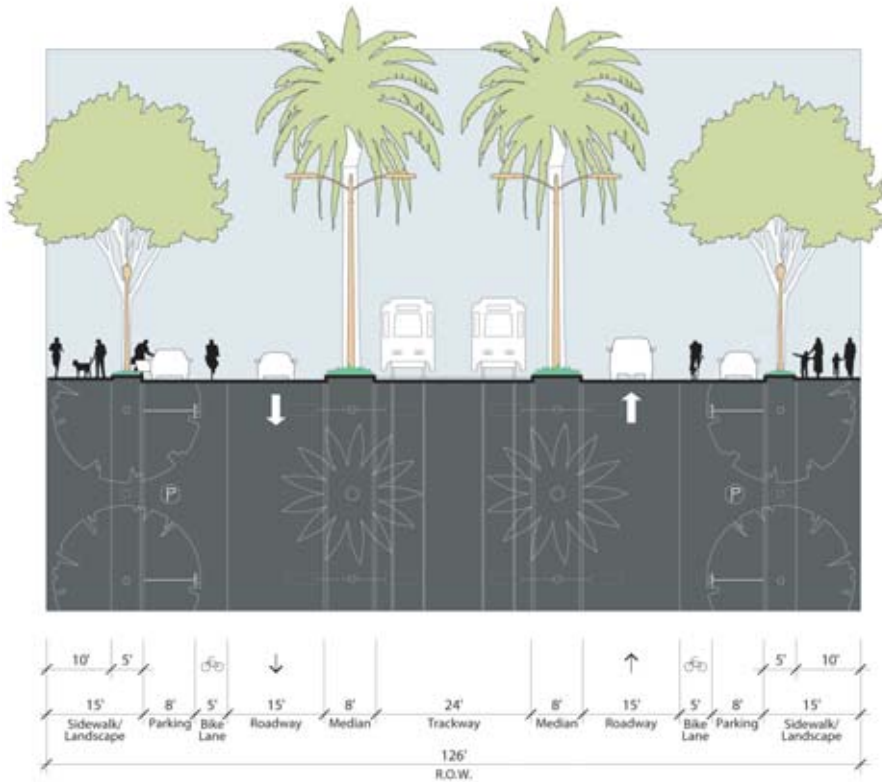 P P
10' 5' 5' 10'
15' 8' 5' 15' 8' 24' 8' 15' 5' 8' 15'
Sidewalk/ Parking Bike Roadway Median Trackway Median Roadway Bike Parking Sidewalk/
Landscape Lane Lane Landscape
126'
R.O.W.